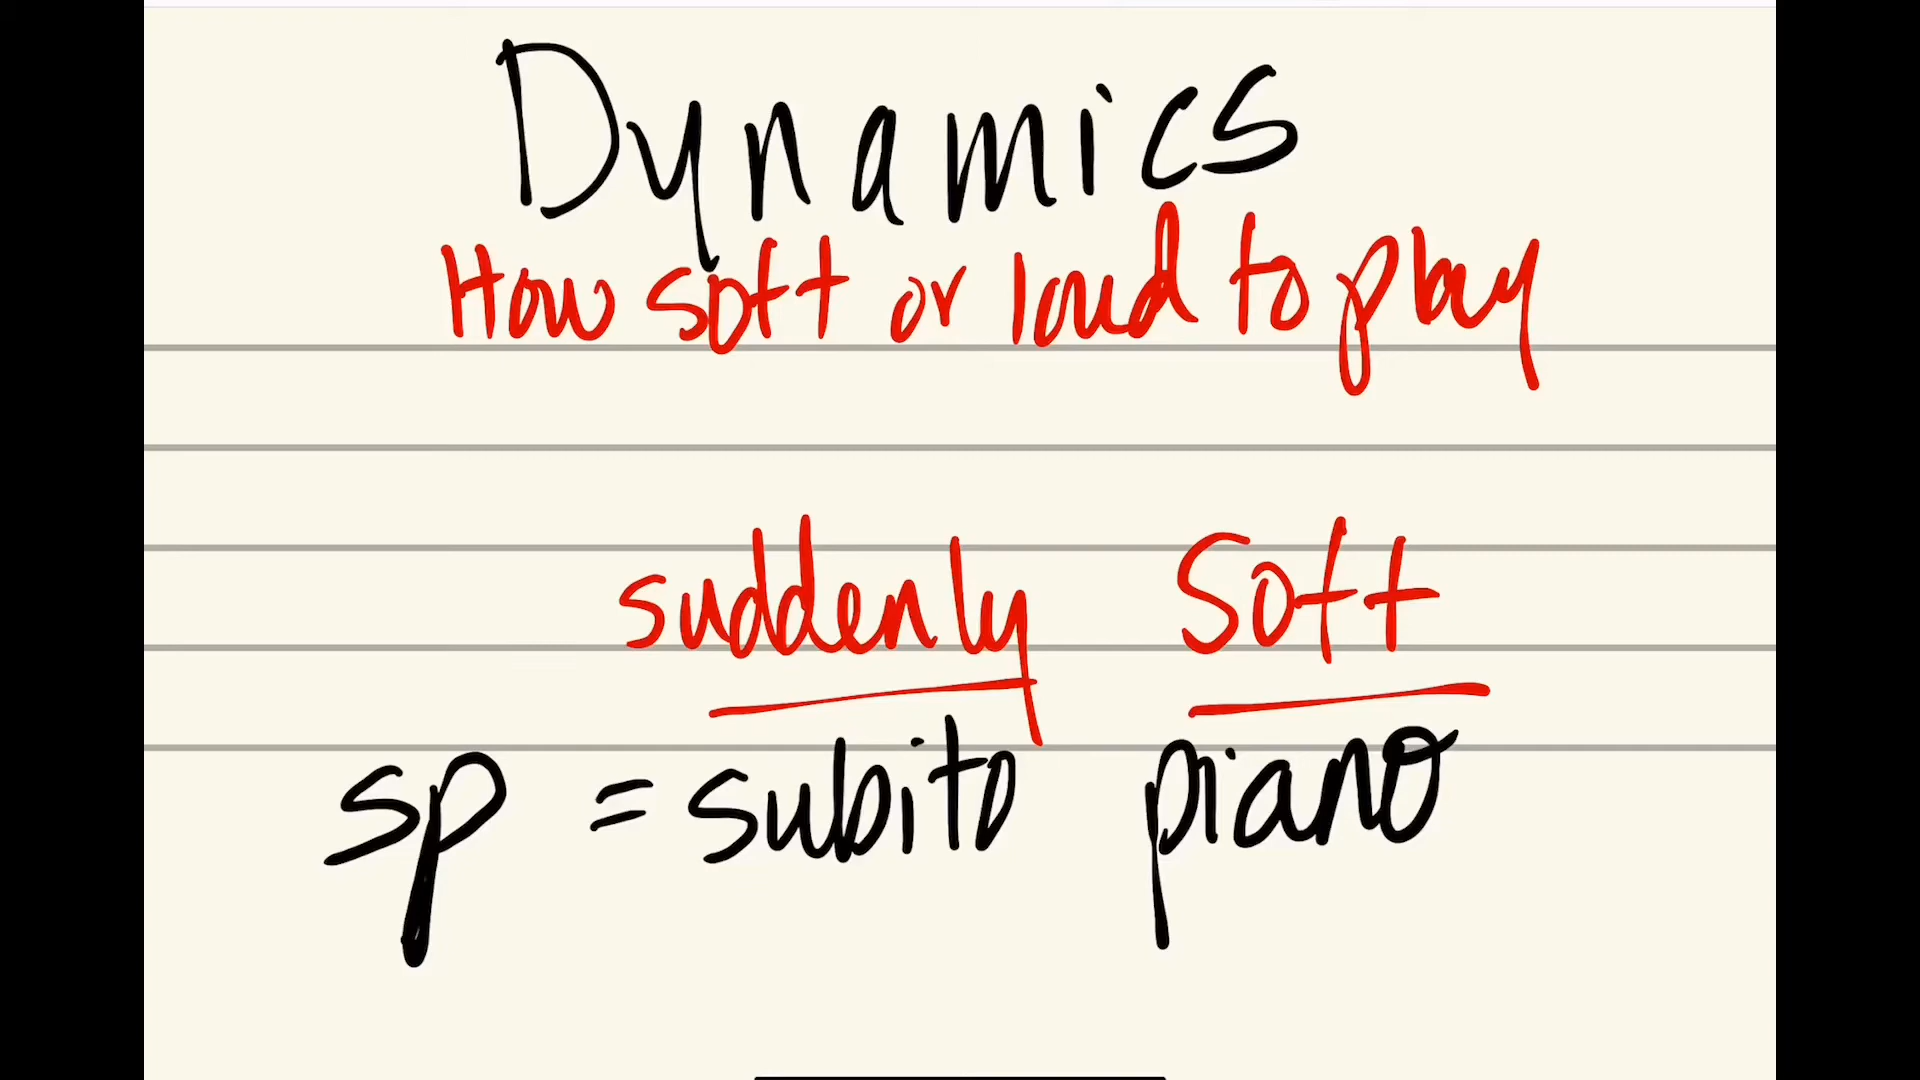 Dynamics
How soft or loud to play
suddenly Soft
sp = subito piano